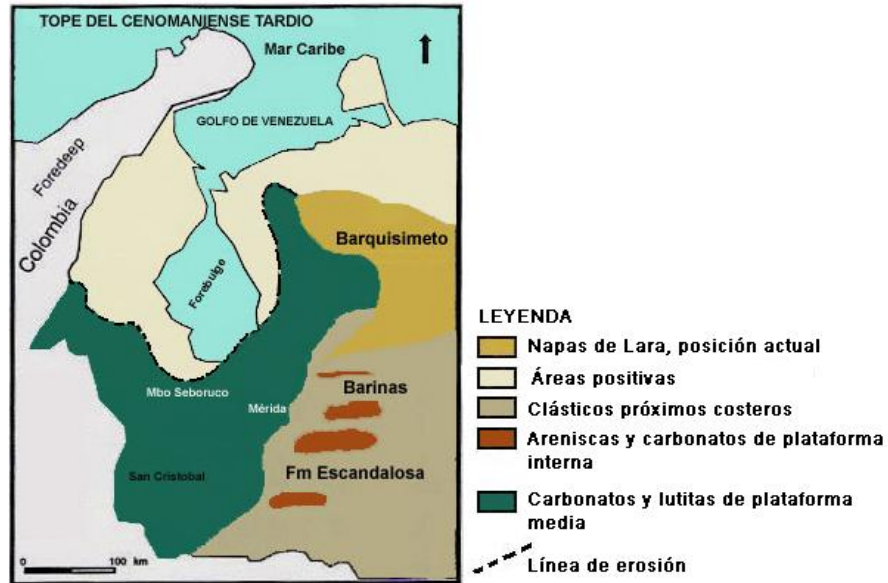 TOPE DEL CENOMANIENSE TARDIO
Mar Caribe
GOLFO DE VENEZUELA
Foredeep
Colombia
Barquisimeto
Forebulge
Mbo Seboruco
Mérida
Barinas
San Cristobal
Fm Escandalosa
0 100 km
LEYENDA
Napas de Lara, posición actual
Áreas positivas
Clásticos próximos costeros
Areniscas y carbonatos de plataforma
interna
Carbonatos y lutitas de plataforma
media
Línea de erosión